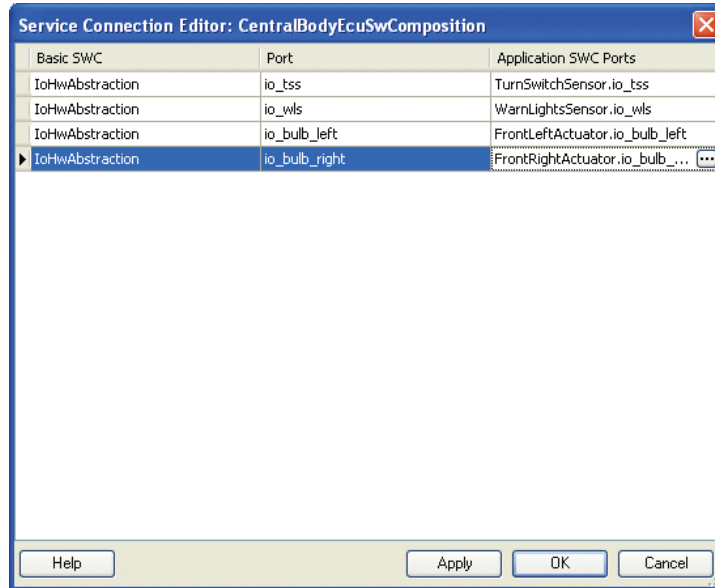 Service Connection Editor: CentralBodyEcuSwComposition
Basic SWC Port Application SWC Ports
IoHwAbstraction io_tss TurnSwitchSensor.io_tss
IoHwAbstraction io_wls WarnLightsSensor.io_wls
IoHwAbstraction io_bulb_left FrontLeftActuator.io_bulb_left
IoHwAbstraction io_bulb_right FrontRightActuator.io_bulb_... ...
Help Apply OK Cancel